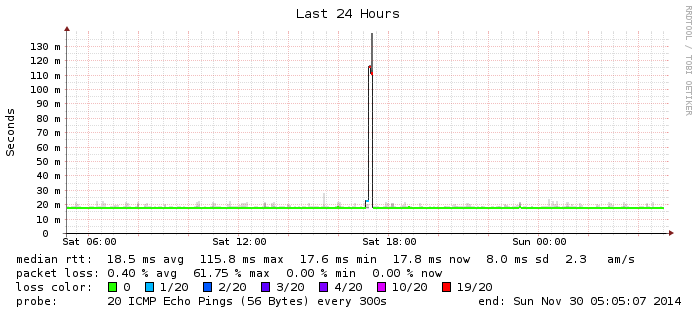 Last 24 Hours
RRDTOOL / TOBI OETIKER
Seconds
130 m
120 m
110 m
100 m
90 m
80 m
70 m
60 m
50 m
40 m
30 m
20 m
10 m
0
Sat 06:00 Sat 12:00 Sat 18:00 Sun 00:00
median rtt: 18.5 ms avg 115.8 ms max 17.6 ms min 17.8 ms now 8.0 ms sd 2.3 am/s
packet loss: 0.40 % avg 61.75 % max 0.00 % min 0.00 % now
loss color: 0 1/20 2/20 3/20 4/20 10/20 19/20
probe: 20 ICMP Echo Pings (56 Bytes) every 300s end: Sun Nov 30 05:05:07 2014